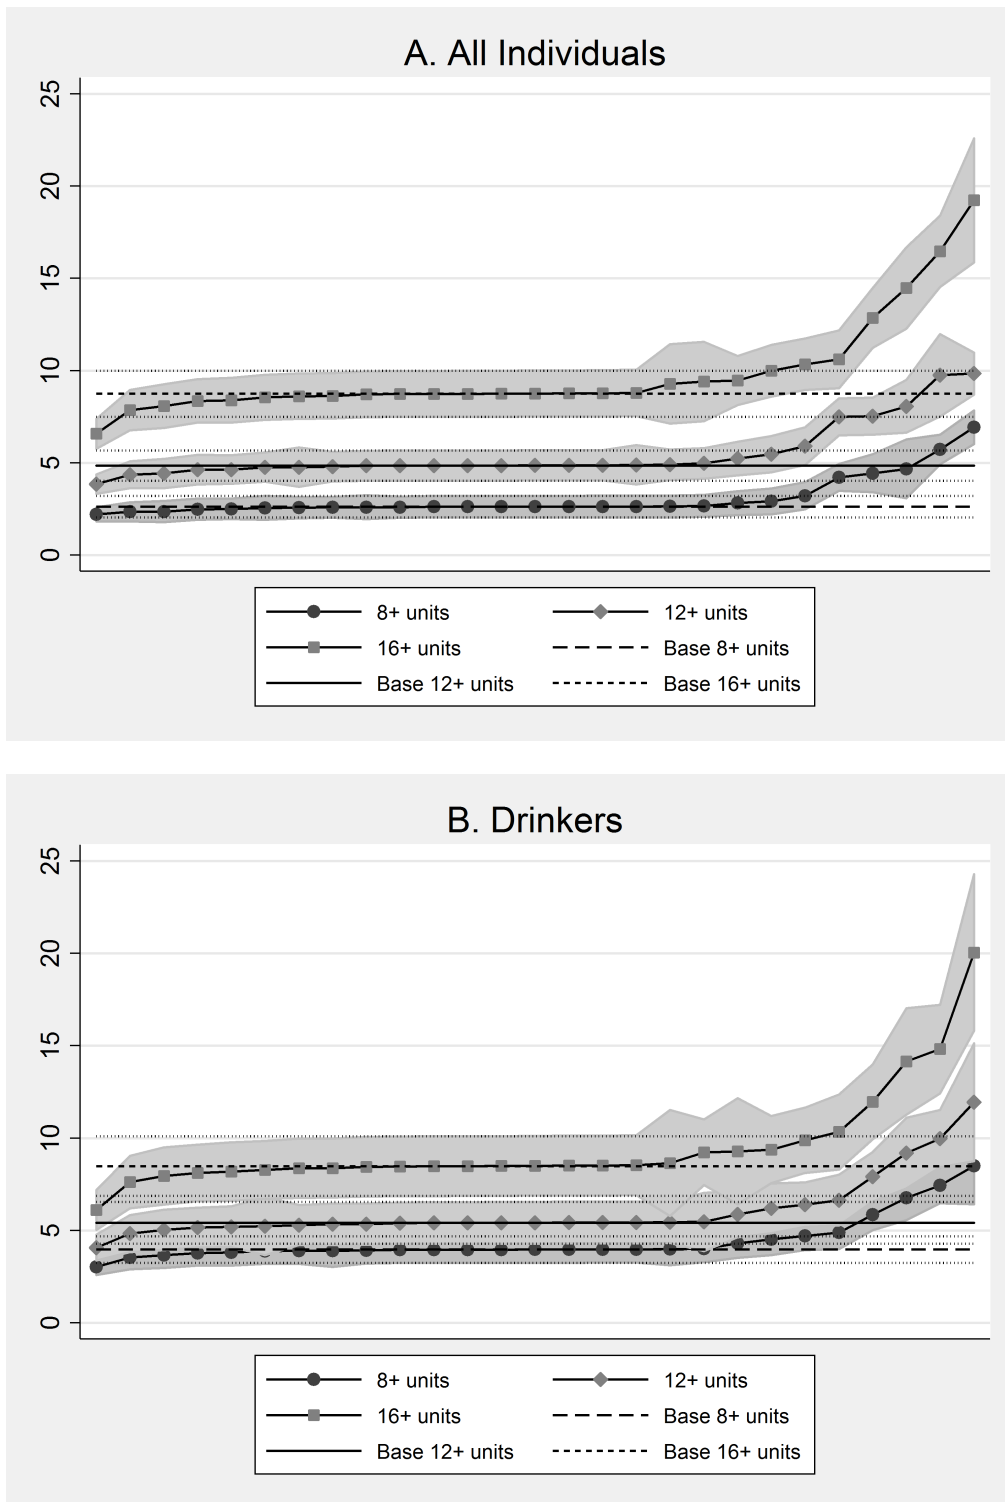 A. All Individuals
25
20
15
10
5
0
8+ units
12+ units
16+ units
Base 8+ units
Base 12+ units
Base 16+ units
B. Drinkers
25
20
15
10
5
0
8+ units
12+ units
16+ units
Base 8+ units
Base 12+ units
Base 16+ units